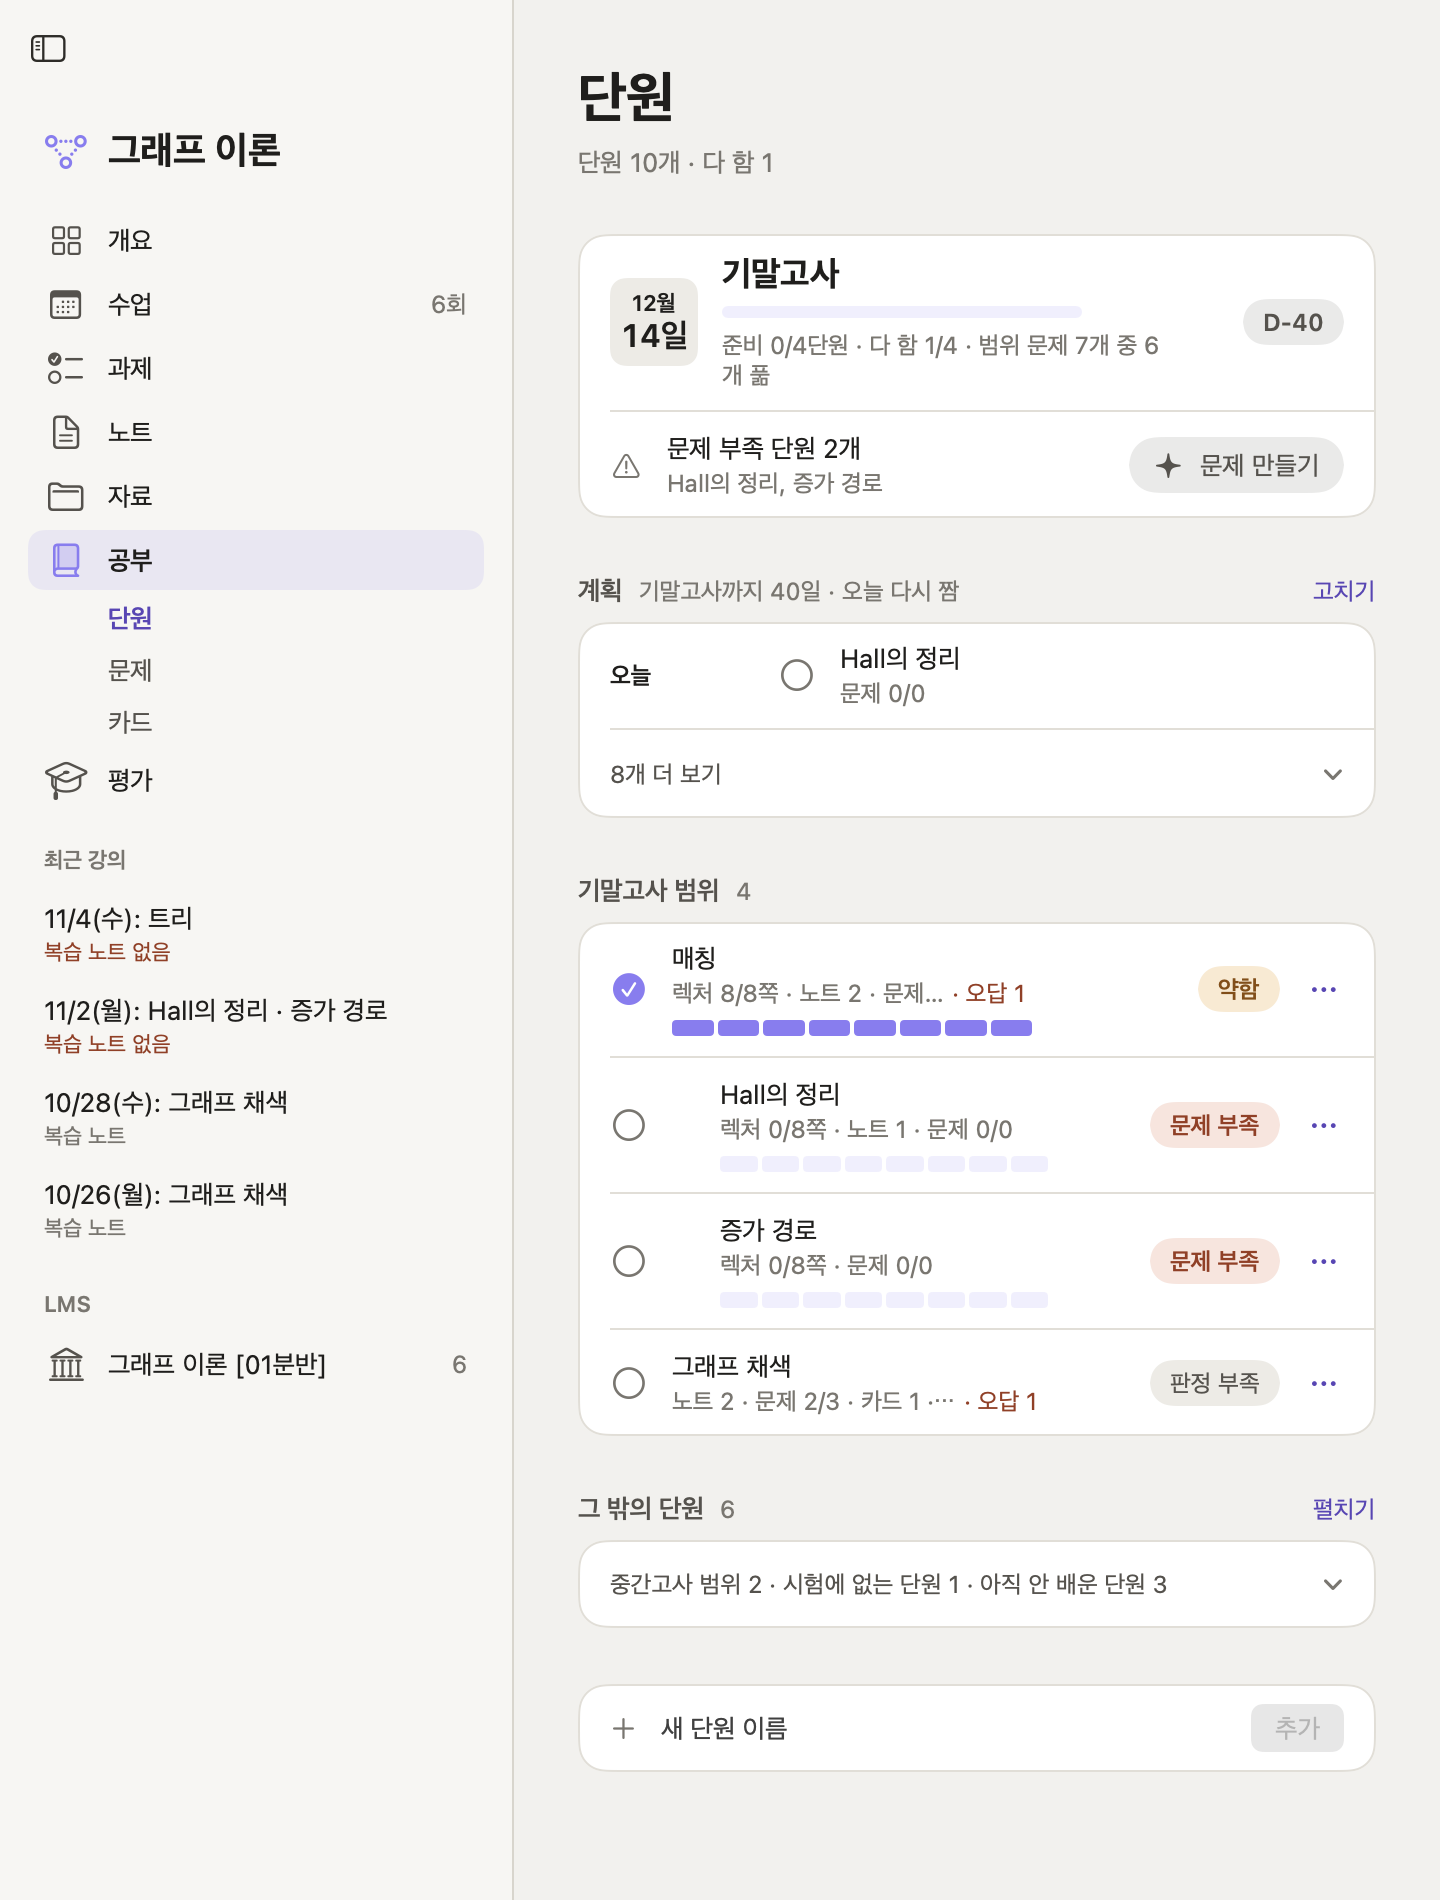 그래프 이론
개요
수업 6회
과제
노트
자료
공부
단원
문제
카드
평가
최근 강의
11/4(수): 트리
복습 노트 없음
11/2(월): Hall의 정리 · 증가 경로
복습 노트 없음
10/28(수): 그래프 채색
복습 노트
10/26(월): 그래프 채색
복습 노트
LMS
그래프 이론 [01분반] 6
단원
단원 10개 · 다 함 1
12월
14일
기말고사
준비 0/4단원 · 다 함 1/4 · 범위 문제 7개 중 6
개 풂
D-40
문제 부족 단원 2개
Hall의 정리, 증가 경로
문제 만들기
계획 기말고사까지 40일 · 오늘 다시 짬 고치기
오늘
Hall의 정리
문제 0/0
8개 더 보기
기말고사 범위 4
매칭
렉처 8/8쪽 · 노트 2 · 문제... · 오답 1
약함
Hall의 정리
렉처 0/8쪽 · 노트 1 · 문제 0/0
문제 부족
증가 경로
렉처 0/8쪽 · 문제 0/0
문제 부족
그래프 채색
노트 2 · 문제 2/3 · 카드 1 ·... · 오답 1
판정 부족
그 밖의 단원 6 펼치기
중간고사 범위 2 · 시험에 없는 단원 1 · 아직 안 배운 단원 3
새 단원 이름 추가